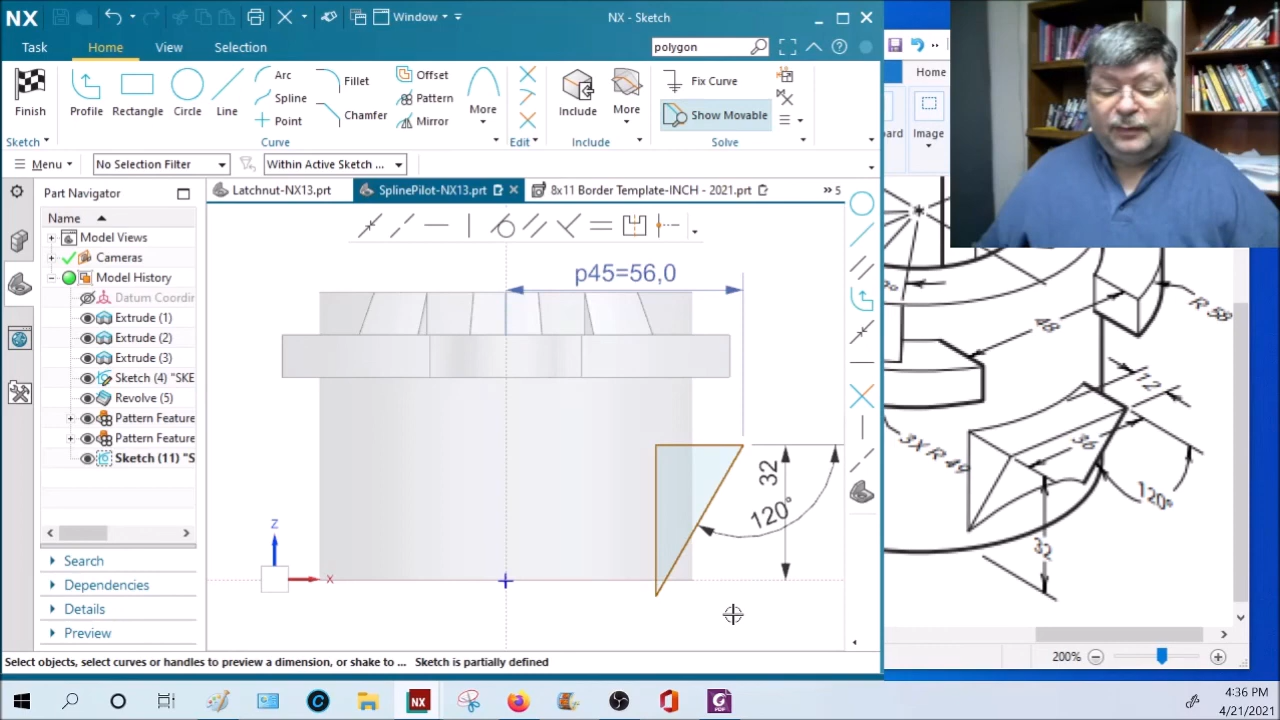 NX
Window
NX - Sketch
Task
Home
View
Selection
polygon
Home
Finish
Profile
Rectangle
Circle
Line
Arc
Spline
Point
Fillet
Chamfer
Offset
Pattern
Mirror
More
Include
More
Fix Curve
Show Movable
Image
Sketch
Curve
Edit
Include
Solve
Menu
No Selection Filter
Within Active Sketch ...
Part Navigator
Latchnut-NX13.prt
SplinePilot-NX13.prt
8x11 Border Template-INCH - 2021.prt
5
Name
Model Views
Cameras
Model History
Datum Coordin
Extrude (1)
Extrude (2)
Extrude (3)
Sketch (4) "SKE
Revolve (5)
Pattern Feature
Pattern Feature
Sketch (11) "S
Search
Dependencies
Details
Preview
p45=56,0
32
120°
Z
X
R 58
48
12
3X R 49
36
120°
32
Select objects, select curves or handles to preview a dimension, or shake to ...
Sketch is partially defined
200%
NX
4:36 PM
4/21/2021